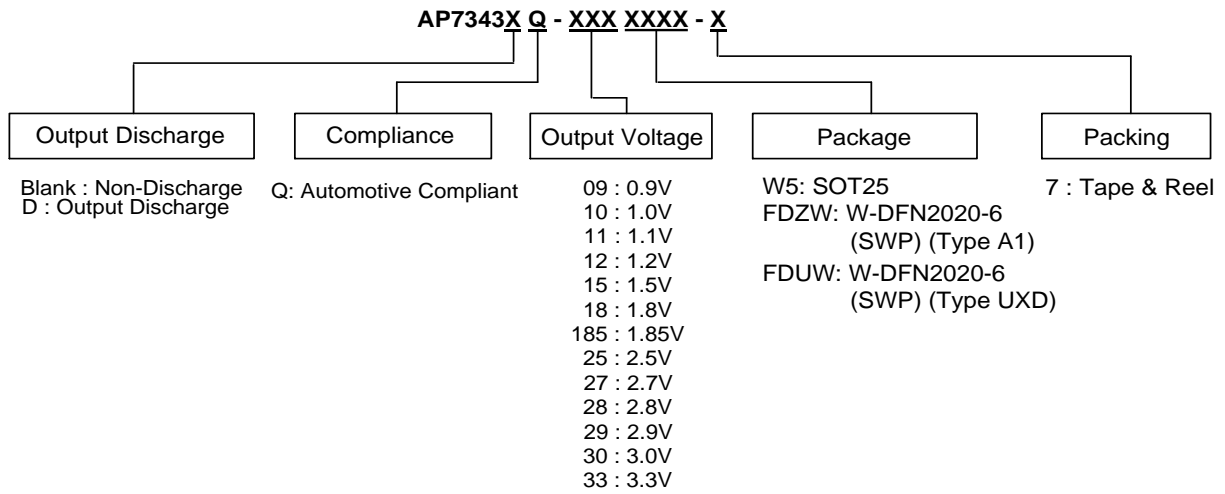 AP7343X Q - XXX XXXX - X
Output Discharge
Blank : Non-Discharge
D : Output Discharge
Compliance
Q: Automotive Compliant
Output Voltage
09 : 0.9V
10 : 1.0V
11 : 1.1V
12 : 1.2V
15 : 1.5V
18 : 1.8V
185 : 1.85V
25 : 2.5V
27 : 2.7V
28 : 2.8V
29 : 2.9V
30 : 3.0V
33 : 3.3V
Package
W5: SOT25
FDZW: W-DFN2020-6
(SWP) (Type A1)
FDUW: W-DFN2020-6
(SWP) (Type UXD)
Packing
7 : Tape & Reel